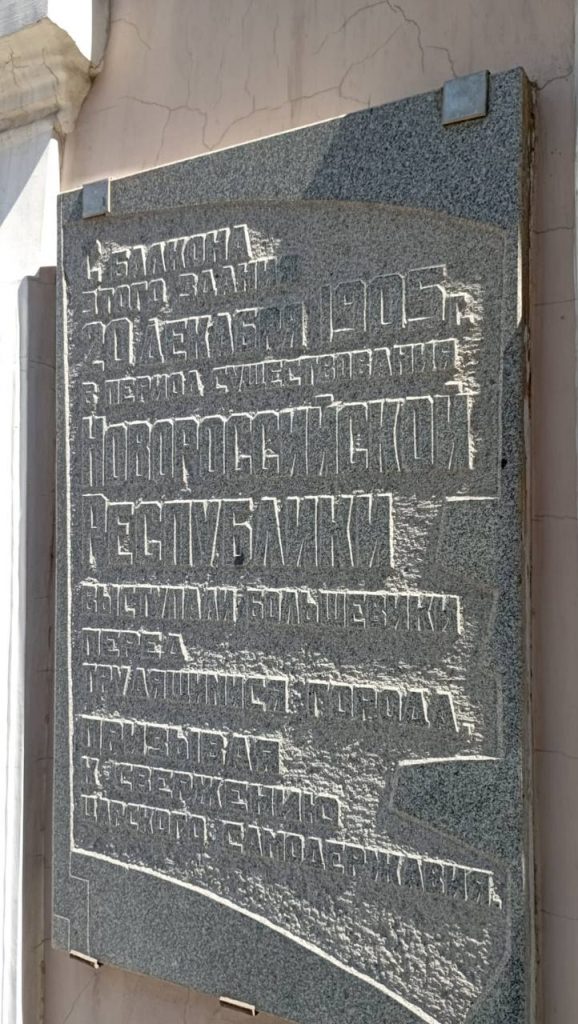 С БАЛКОНА
ЭТОГО ЗДАНИЯ
20 ДЕКАБРЯ 1905 г.
В ПЕРИОД СУЩЕСТВОВАНИЯ
НОВОРОССИЙСКОЙ
РЕСПУБЛИКИ
ВЫСТУПАЛИ БОЛЬШЕВИКИ
ПЕРЕД
ТРУДЯЩИМИСЯ ГОРОДА,
ПРИЗЫВАЯ
К СВЕРЖЕНИЮ
ЦАРСКОГО САМОДЕРЖАВИЯ.